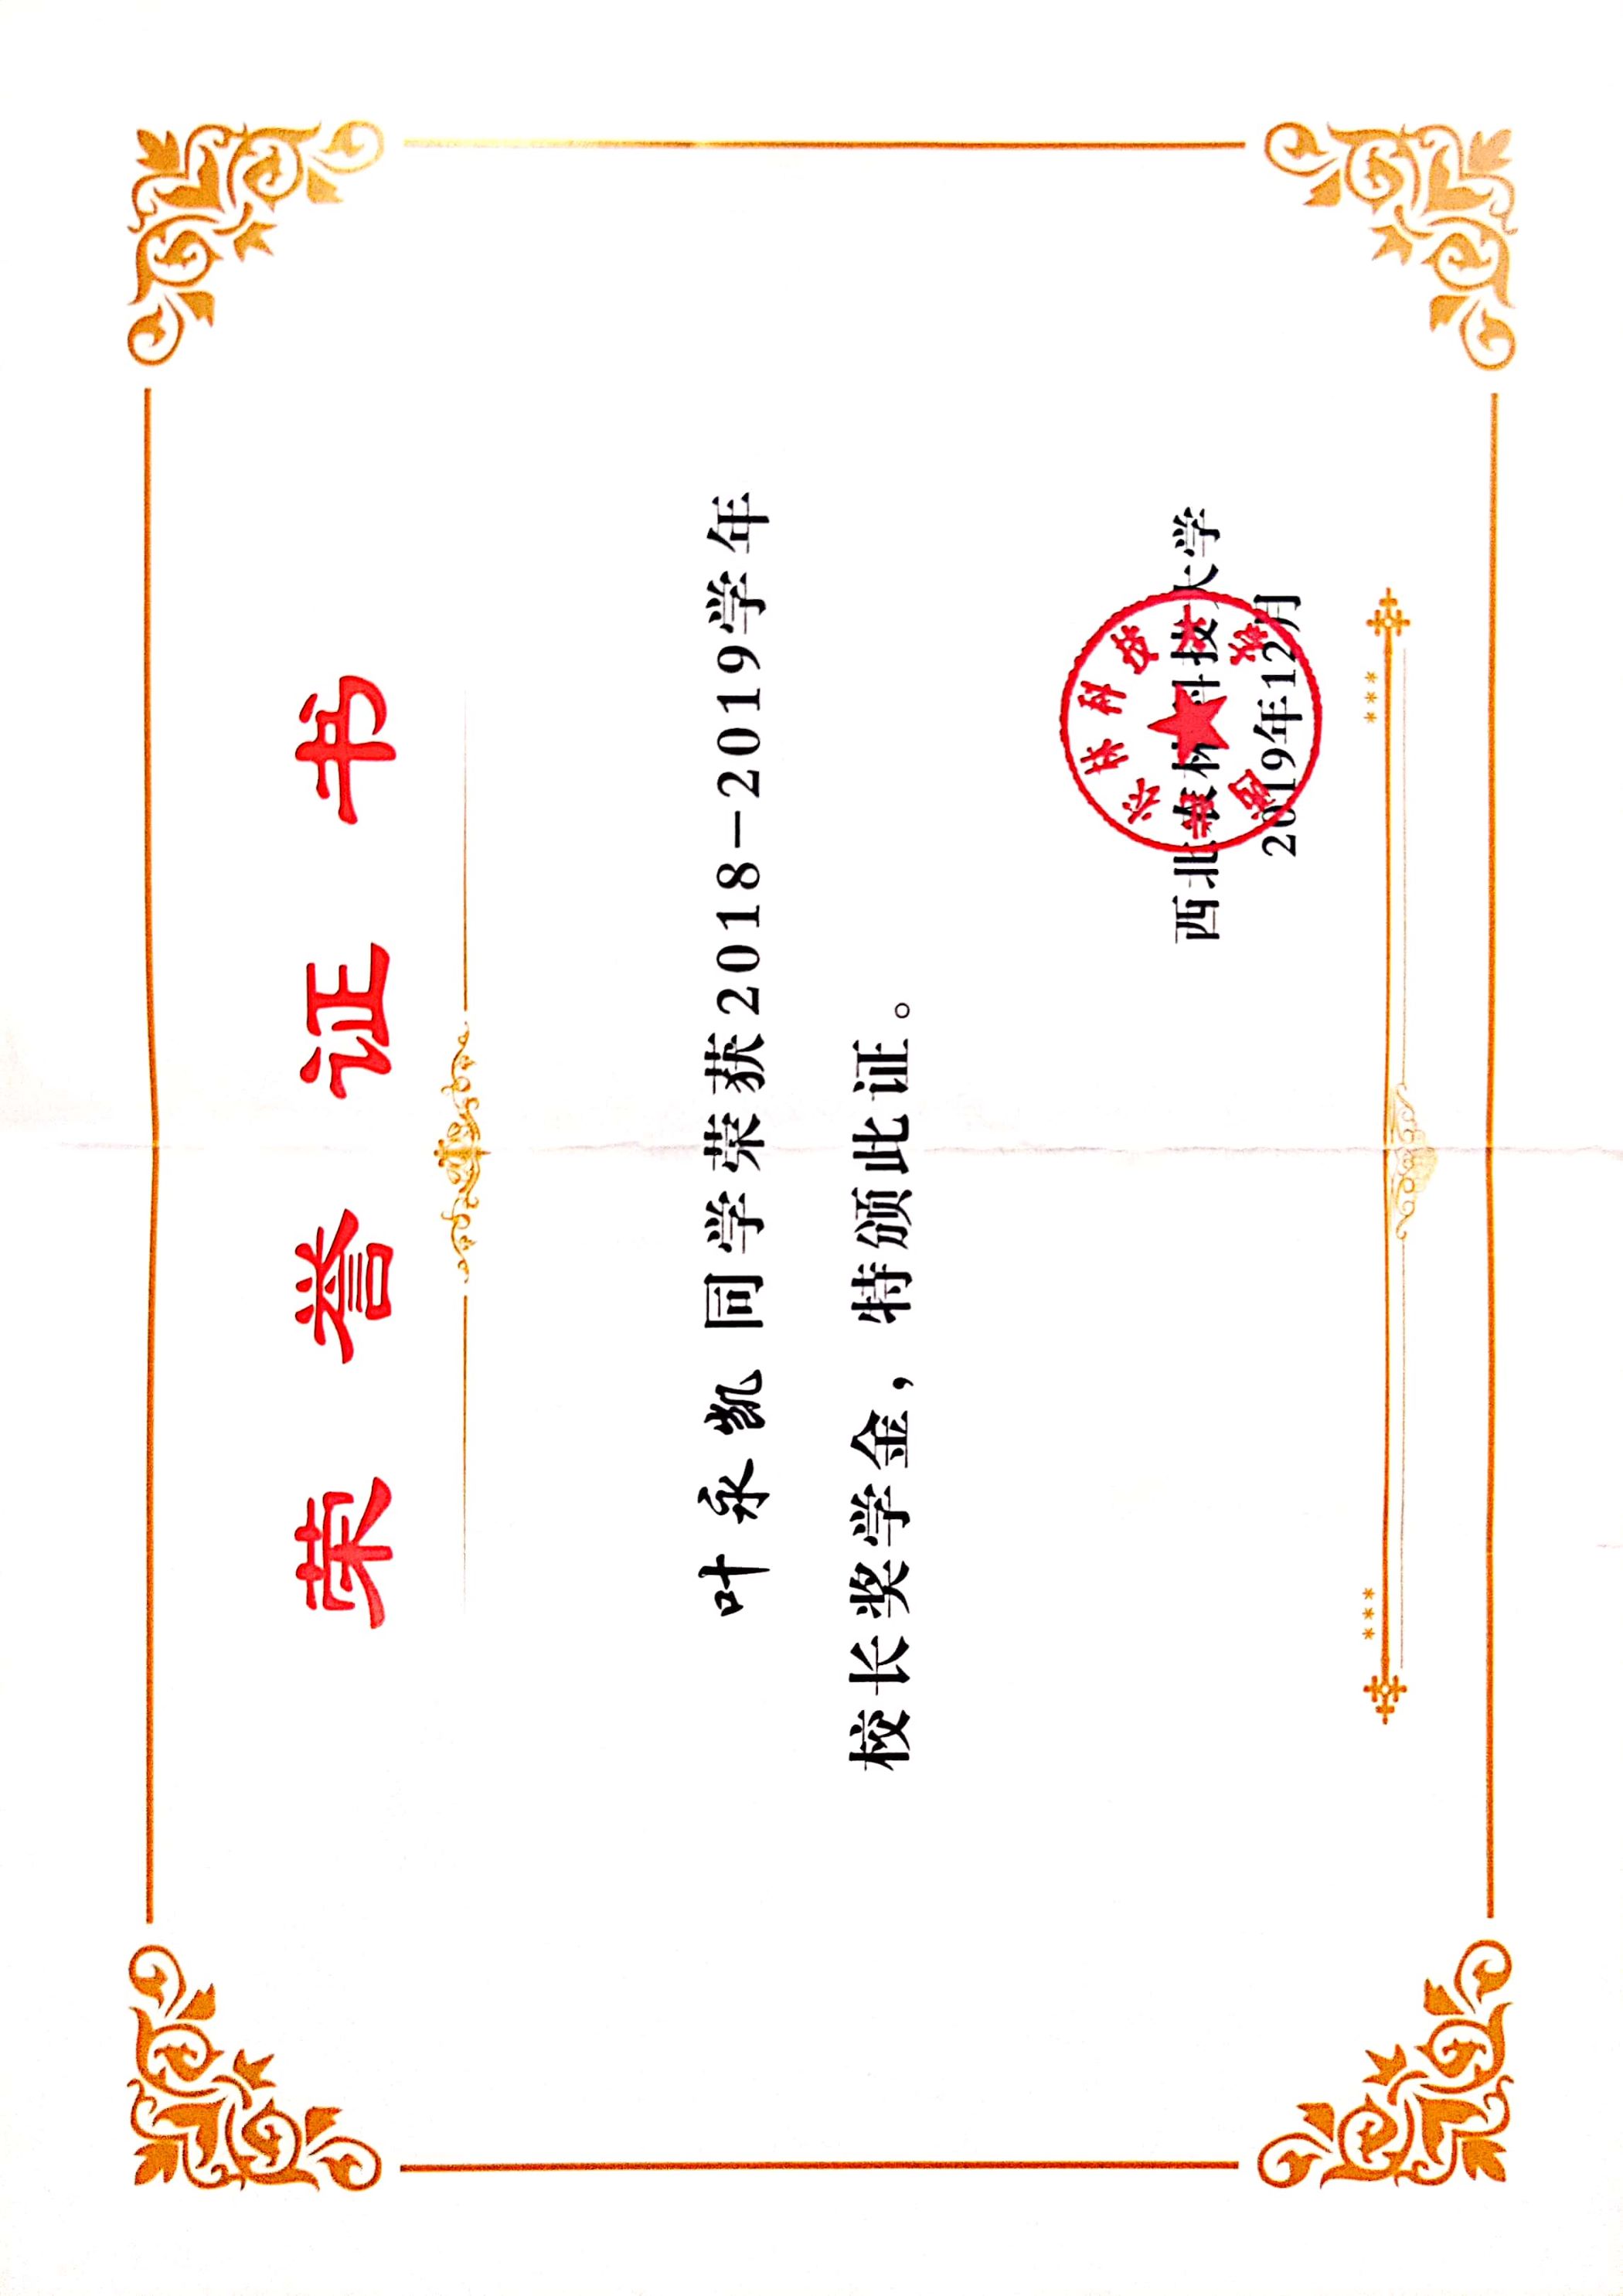 荣誉证书
叶永凯 同学荣获2018-2019学年
校长奖学金，特颁此证。
西北农林科技大学
西北农林科技大学
2019年12月
***
***